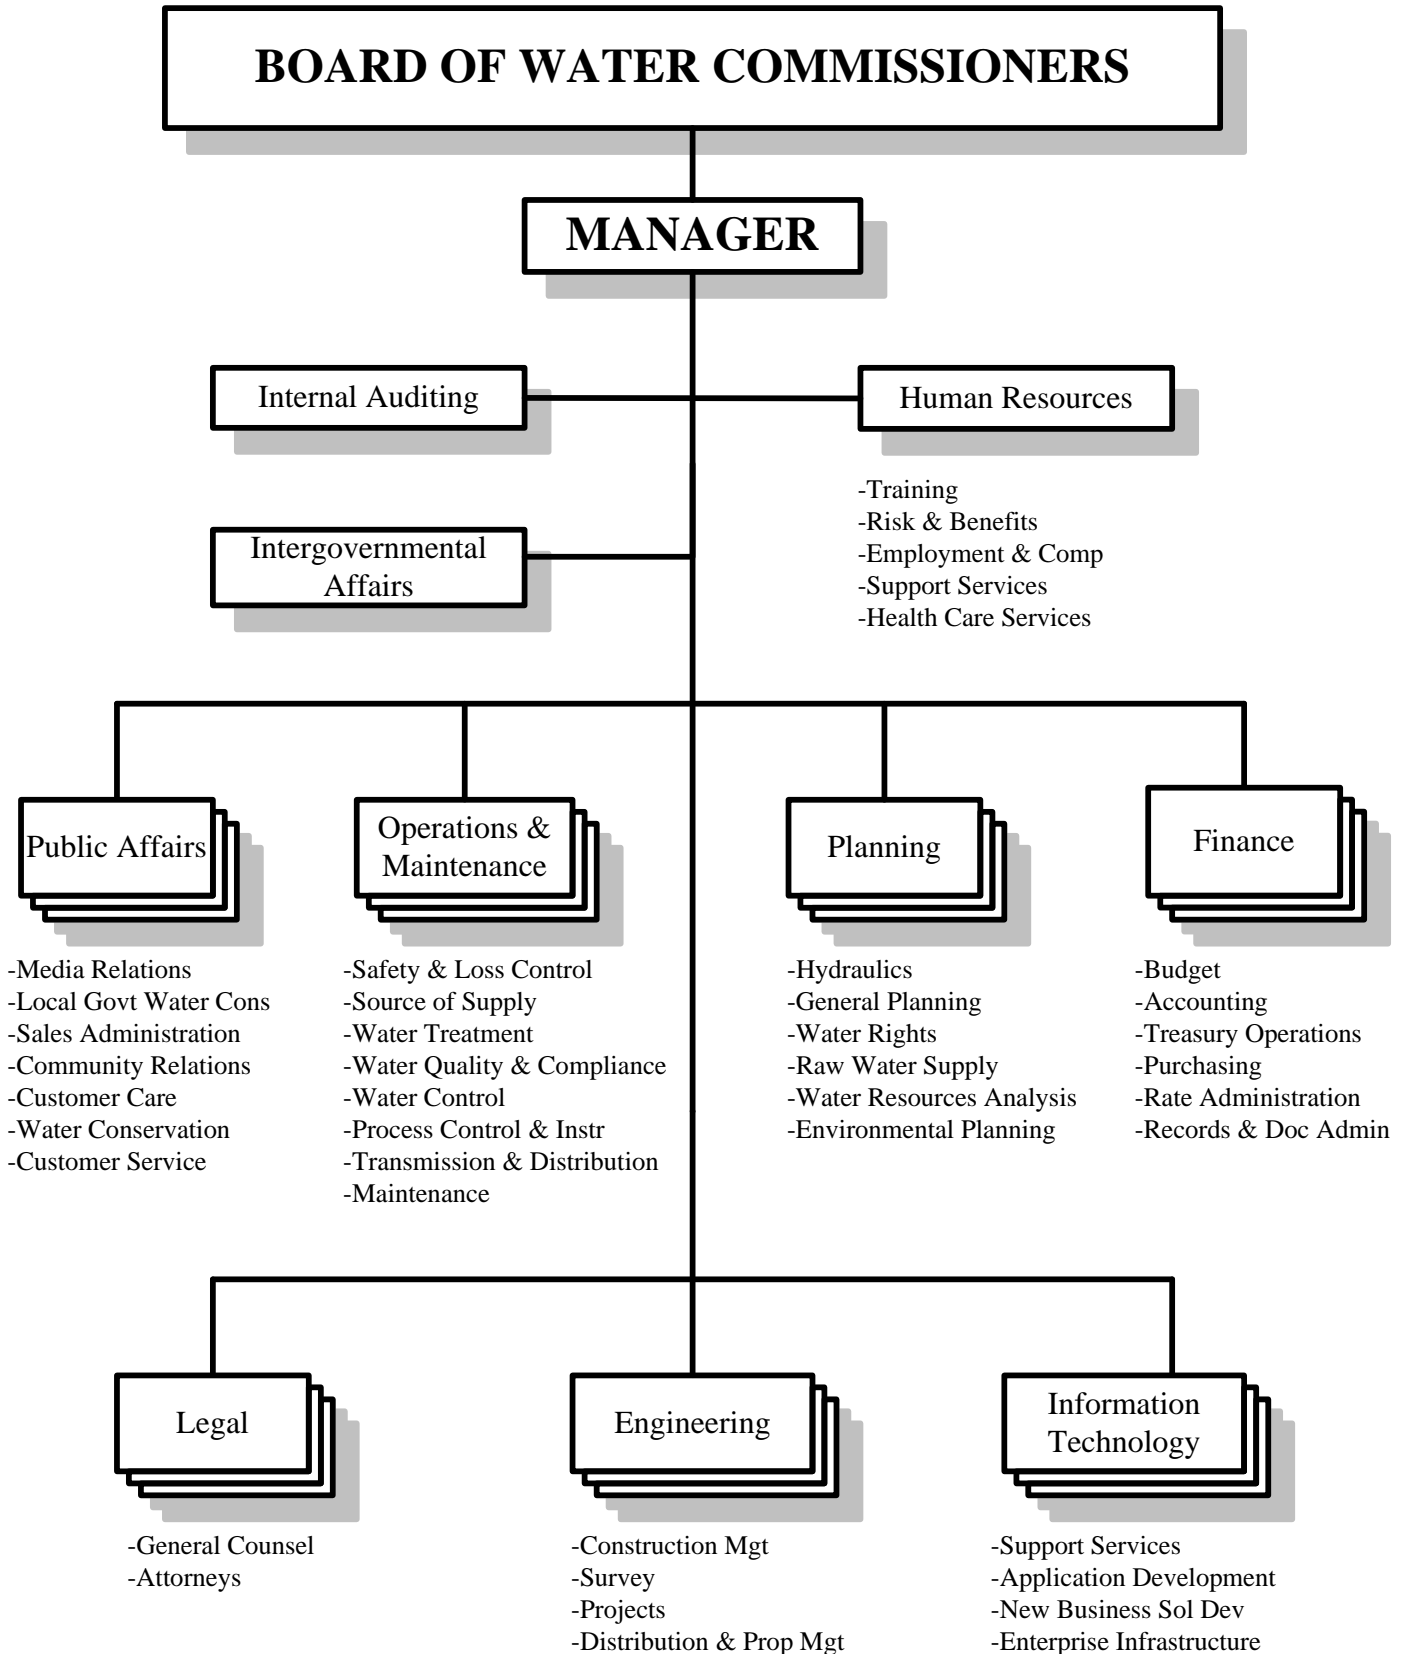 BOARD OF WATER COMMISSIONERS
MANAGER
Internal Auditing
Human Resources
-Training
-Risk & Benefits
-Employment & Comp
-Support Services
-Health Care Services
Intergovernmental
Affairs
Public Affairs
-Media Relations
-Local Govt Water Cons
-Sales Administration
-Community Relations
-Customer Care
-Water Conservation
-Customer Service
Operations &
Maintenance
-Safety & Loss Control
-Source of Supply
-Water Treatment
-Water Quality & Compliance
-Water Control
-Process Control & Instr
-Transmission & Distribution
-Maintenance
Planning
-Hydraulics
-General Planning
-Water Rights
-Raw Water Supply
-Water Resources Analysis
-Environmental Planning
Finance
-Budget
-Accounting
-Treasury Operations
-Purchasing
-Rate Administration
-Records & Doc Admin
Legal
-General Counsel
-Attorneys
Engineering
-Construction Mgt
-Survey
-Projects
-Distribution & Prop Mgt
Information
Technology
-Support Services
-Application Development
-New Business Sol Dev
-Enterprise Infrastructure